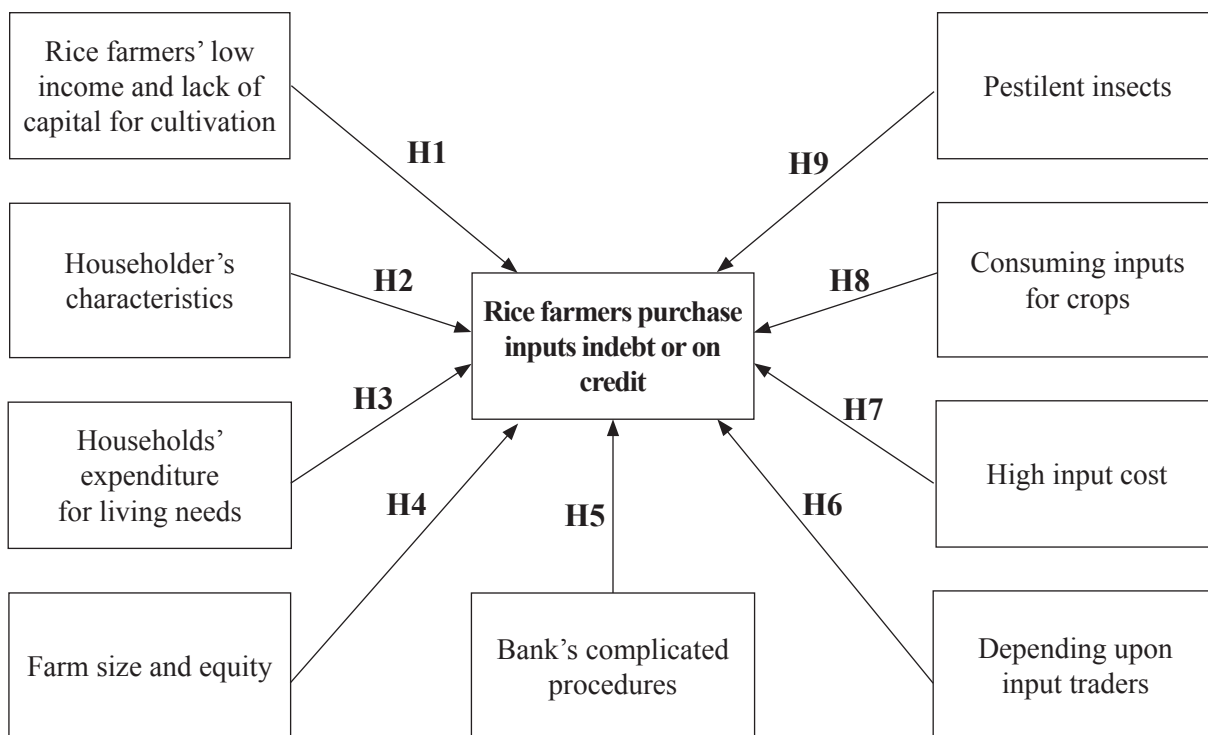 Rice farmers’ low
income and lack of
capital for cultivation
H1
Householder’s
characteristics
H2
Households’
expenditure
for living needs
H3
Farm size and equity
H4
Rice farmers purchase
inputs indebt or on
credit
H5
Bank’s complicated
procedures
Pestilent insects
H9
Consuming inputs
for crops
H8
High input cost
H7
Depending upon
input traders
H6